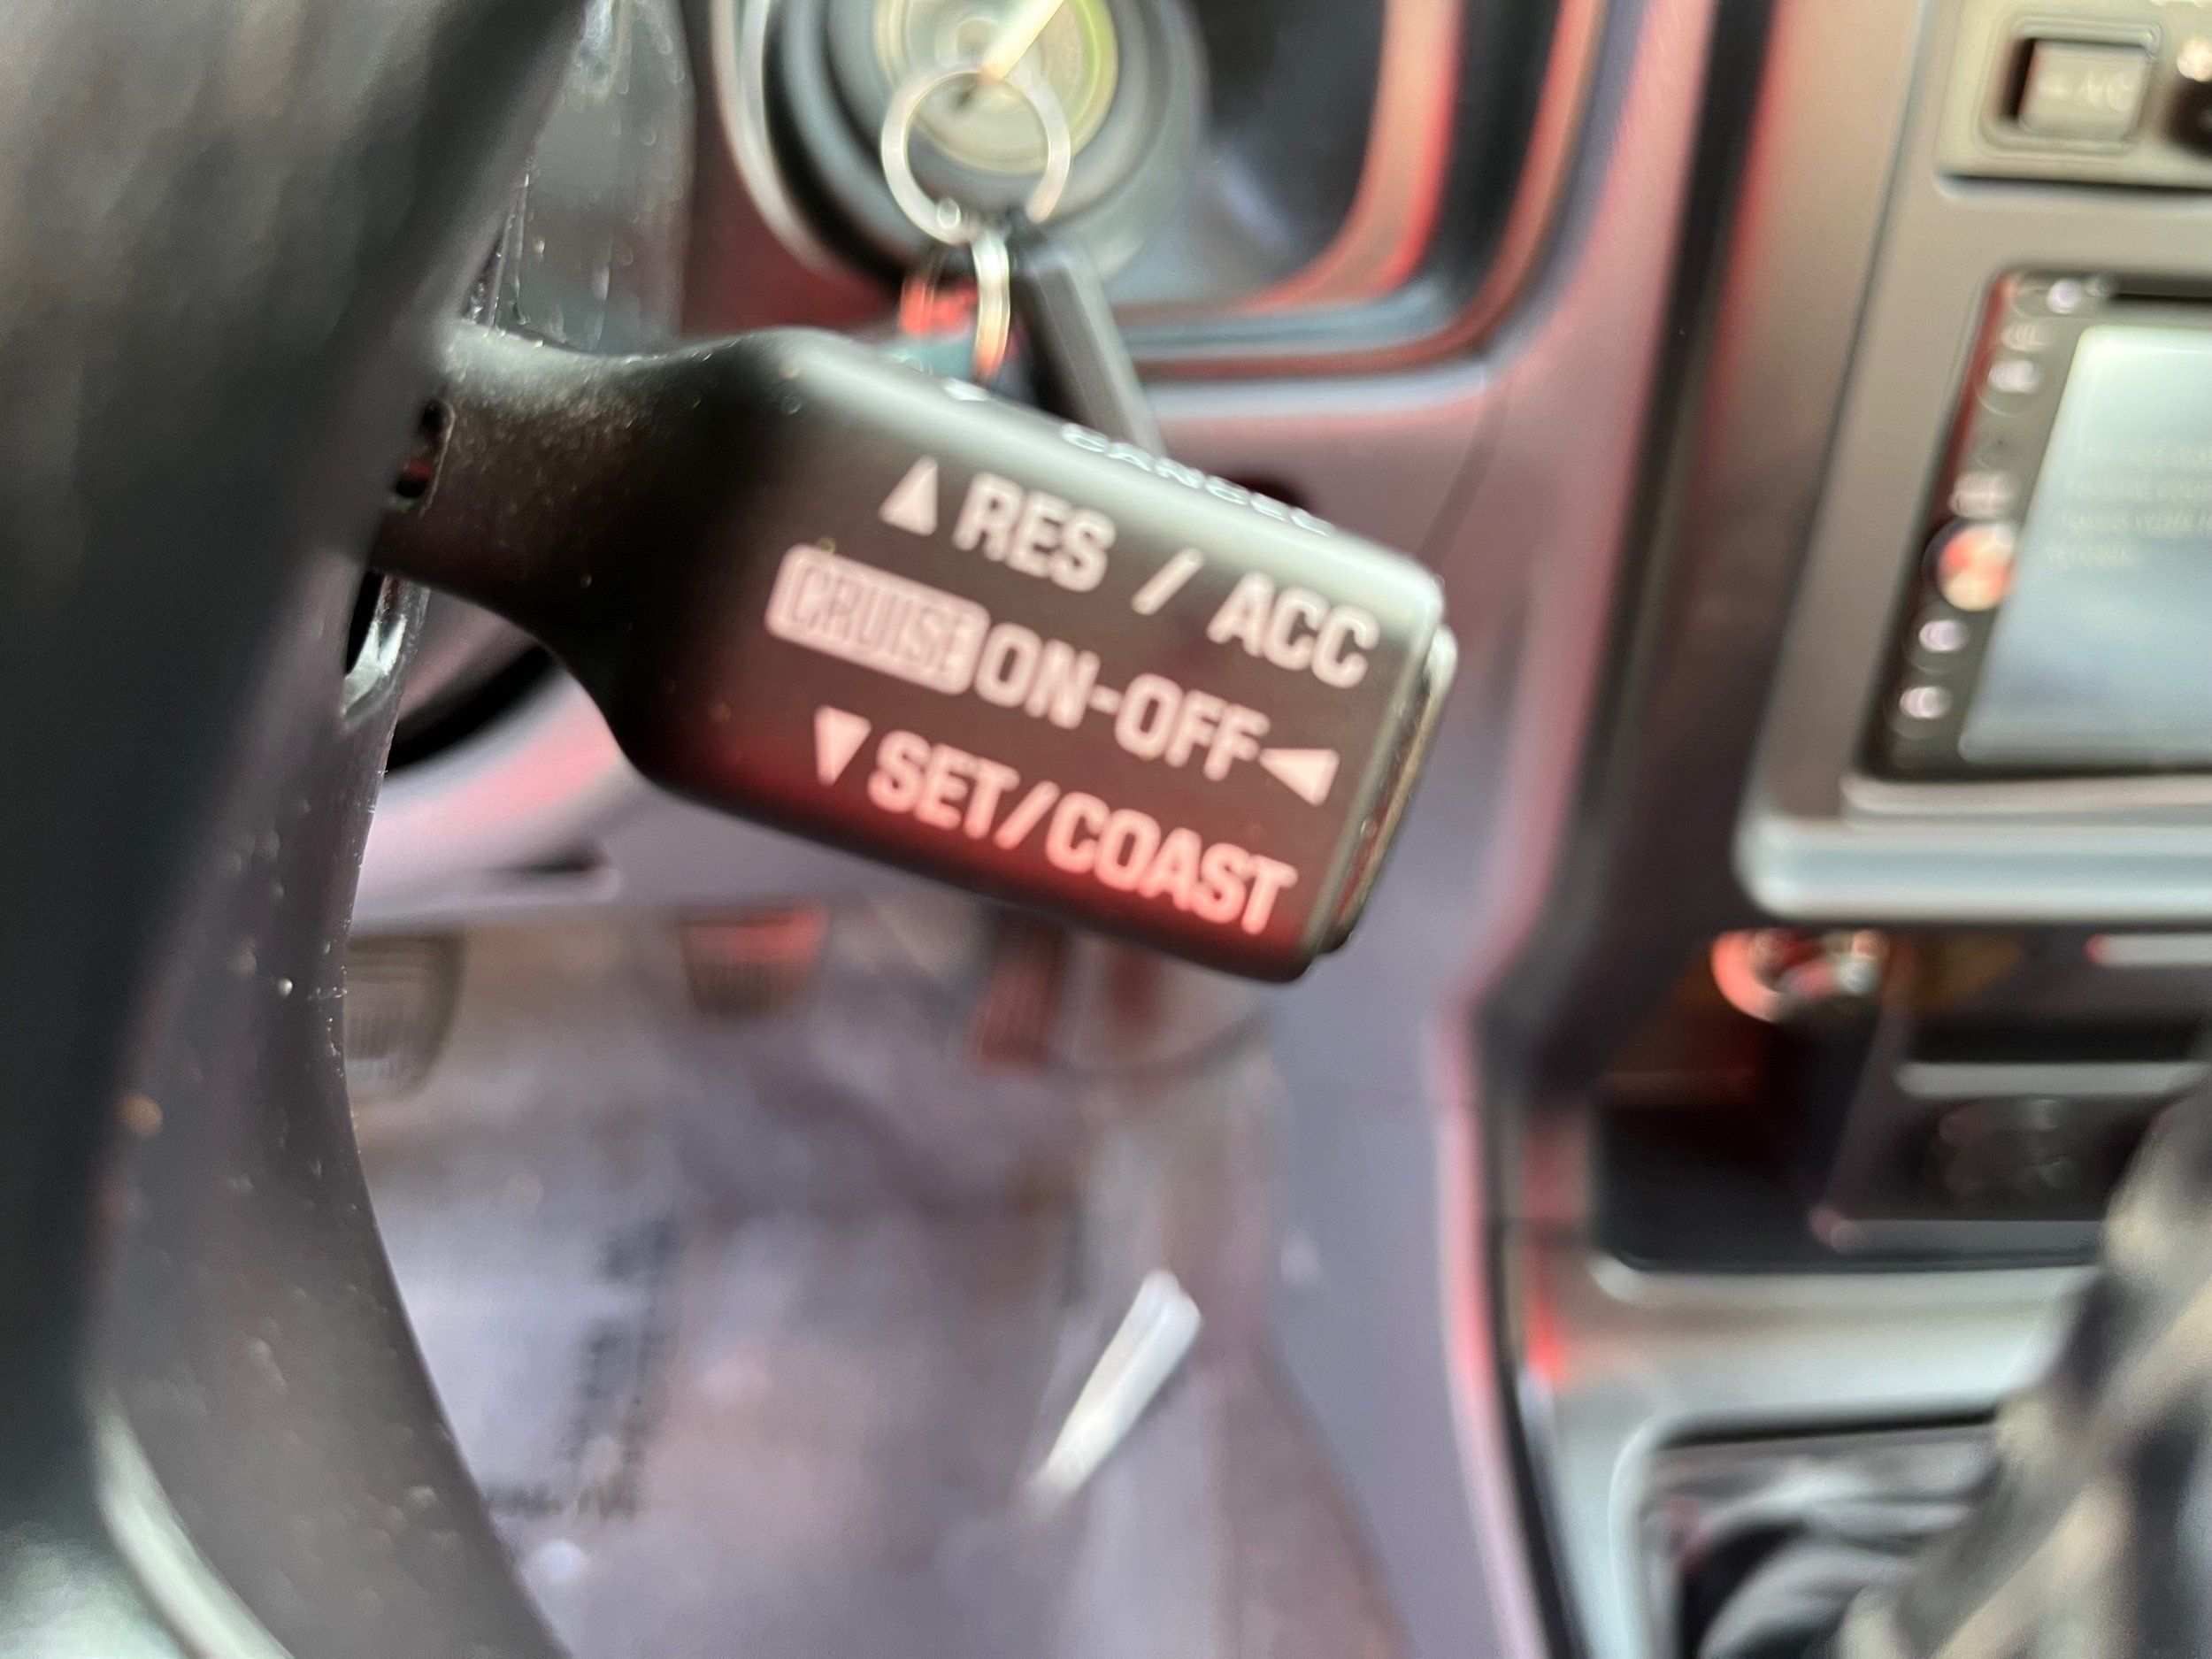 CANCEL
▲ RES / ACC
CRUISE ON-OFF◀
▼ SET/COAST